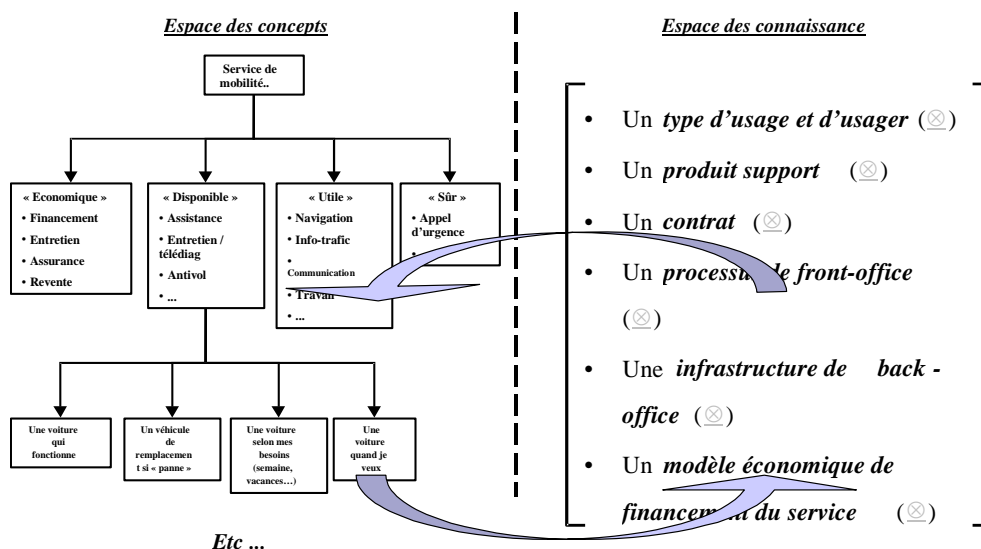 Espace des concepts
Espace des connaissance
Service de
mobilité..
« Economique »
• Financement
• Entretien
• Assurance
• Revente
« Disponible »
• Assistance
• Entretien /
télédiag
• Antivol
• ...
« Utile »
• Navigation
• Info-trafic
•
Communication
• Travail
• ...
« Sûr »
• Appel
d'urgence
•
Une voiture
qui
fonctionne
Un véhicule
de
remplacemen
t si « panne »
Une voiture
selon mes
besoins
(semaine,
vacances...)
Une
voiture
quand je
veux
Etc ...
• Un type d'usage et d'usager (⊗)
• Un produit support (⊗)
• Un contrat (⊗)
• Un processus de front-office
(⊗)
• Une infrastructure de back -
office (⊗)
• Un modèle économique de
financement du service (⊗)